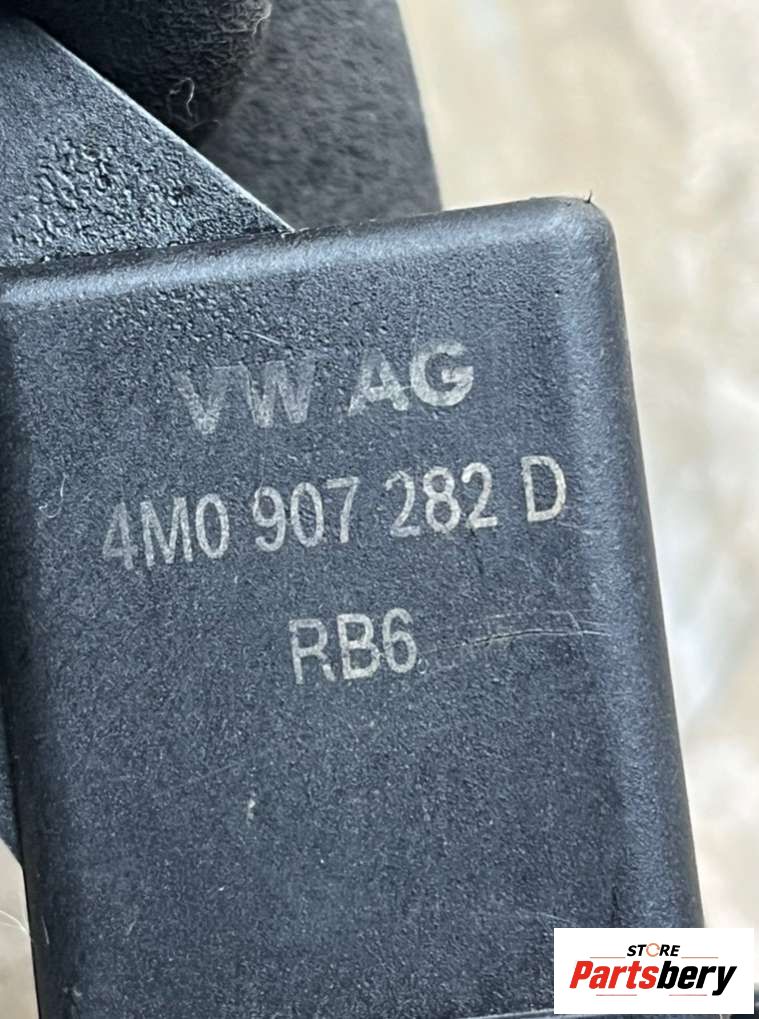 VW AG
4M0 907 282 D
RB6
STORE
Partsbery